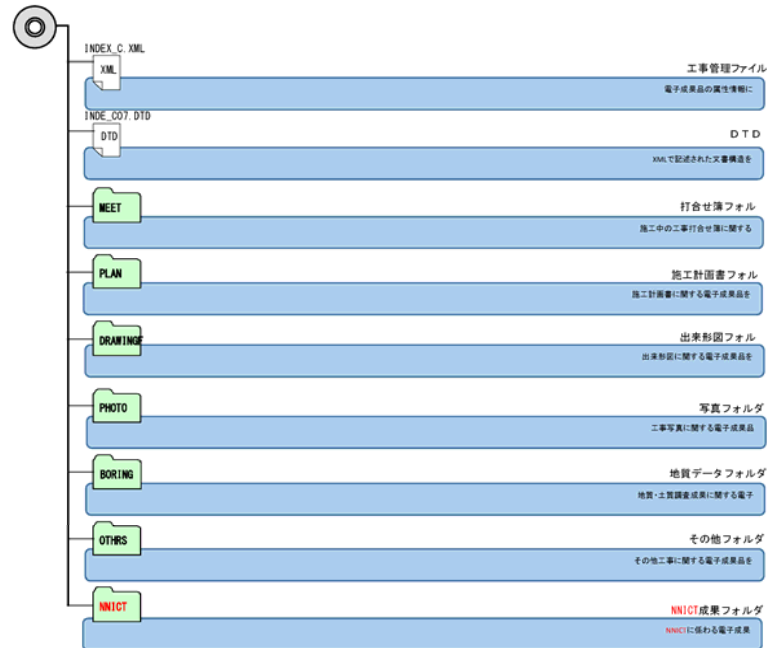 INDEX_C.XML
XML
工事管理ファイル
電子成果品の属性情報に
INDE_C07.DTD
DTD
ＤＴＤ
XMLで記述された文書構造を
MEET
打合せ簿フォル
施工中の工事打合せ簿に関する
PLAN
施工計画書フォル
施工計画書に関する電子成果品を
DRAWINGF
出来形図フォル
出来形図に関する電子成果品を
PHOTO
写真フォルダ
工事写真に関する電子成果品
BORING
地質データフォルダ
地質・土質調査成果に関する電子
OTHRS
その他フォルダ
その他工事に関する電子成果品を
NNICT
NNICT成果フォルダ
NNICTに係わる電子成果